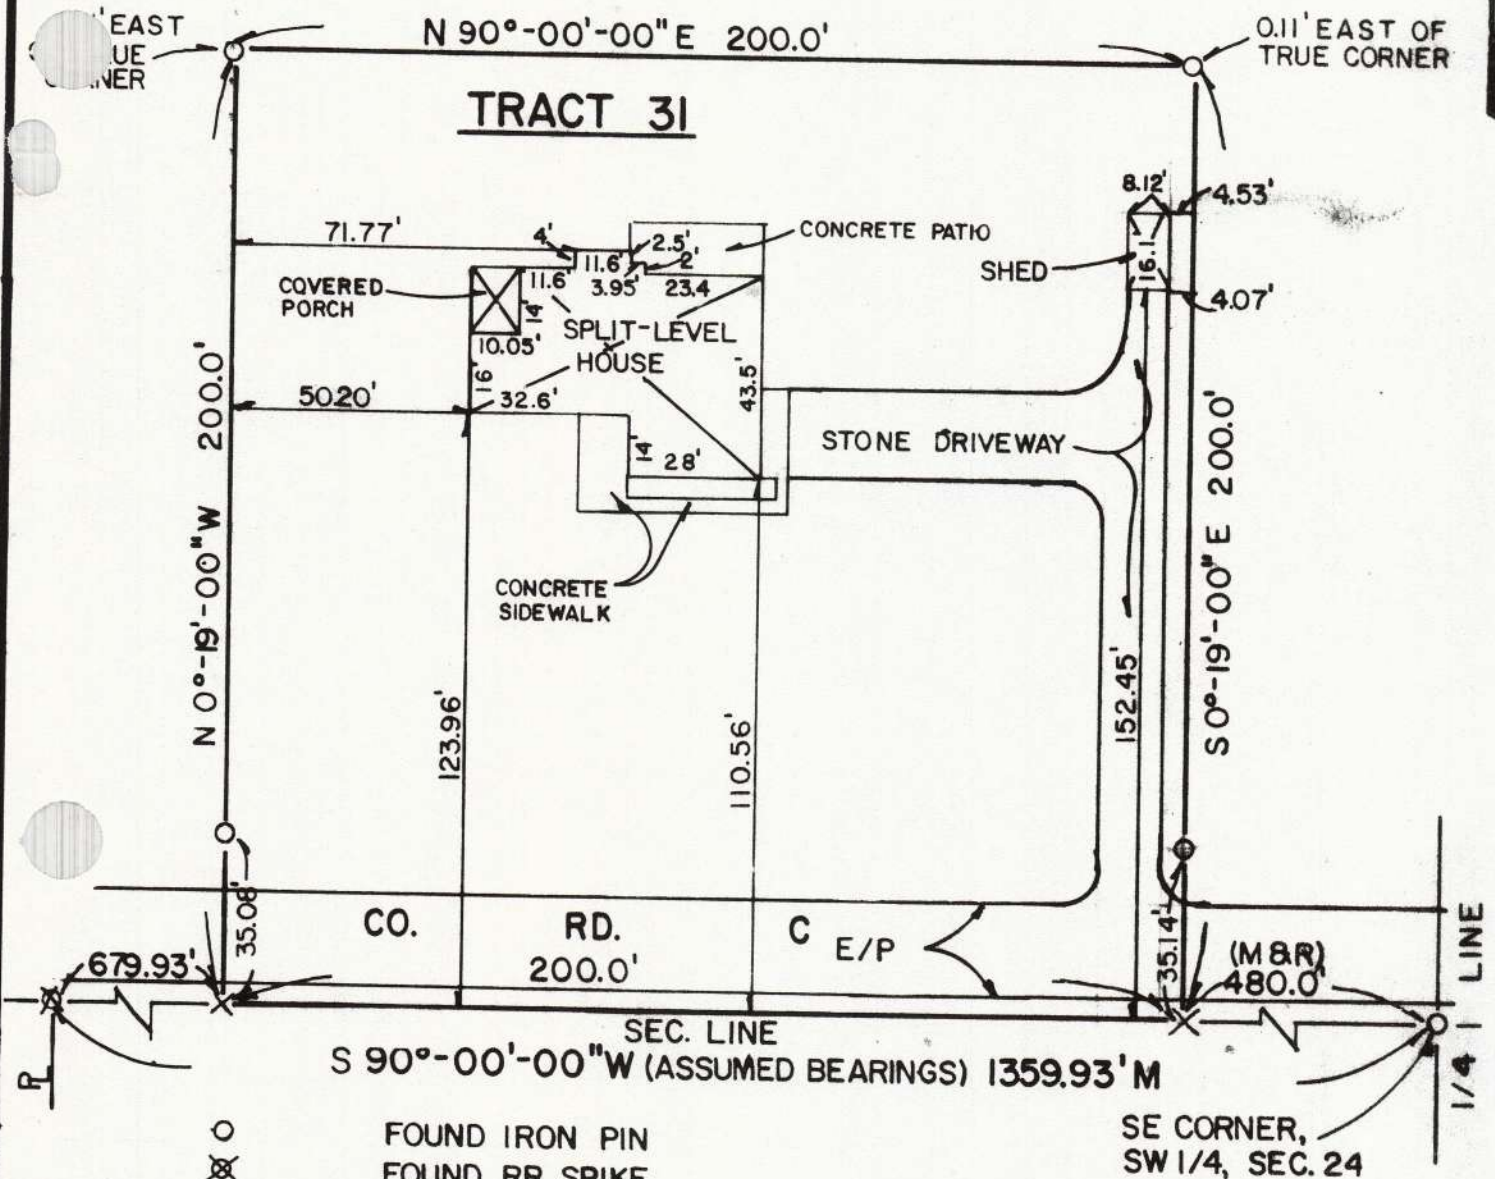 ' EAST
N 90°-00'-00" E 200.0'
0.11' EAST OF
TRUE CORNER
TRACT 31
8.12'
4.53'
71.77'
4'
2.5'
CONCRETE PATIO
11.6'
2'
SHED
16.1
COVERED
PORCH
11.6'
3.95'
23.4
4.07'
14'
SPLIT-LEVEL
HOUSE
10.05'
16'
43.5'
50.20'
32.6'
N 0°-19'-00" W 200.0'
S 0°-19'-00" E 200.0'
14'
28'
STONE DRIVEWAY
CONCRETE
SIDEWALK
123.96'
110.56'
152.45'
35.08'
35.14'
CO. RD. C
E/P
679.93'
200.0'
(M & R)
480.0'
SEC. LINE
S 90°-00'-00" W (ASSUMED BEARINGS) 1359.93' M
1/4 LINE
SE CORNER,
SW 1/4, SEC. 24
FOUND IRON PIN
FOUND RR SPIKE